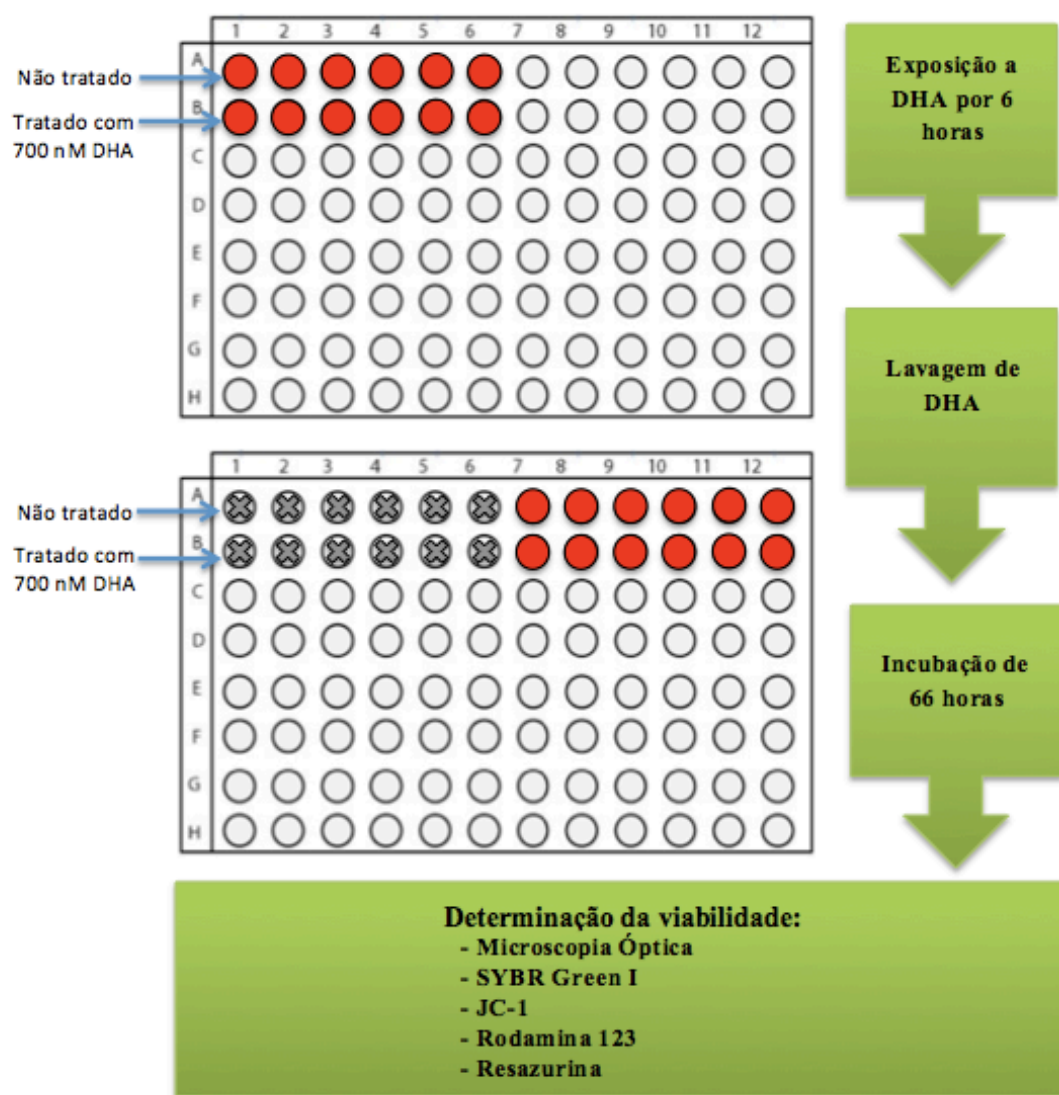 1 2 3 4 5 6 7 8 9 10 11 12
A
Não tratado
B
Tratado com
700 nM DHA
C
D
E
F
G
H
Exposição a
DHA por 6
horas
Lavagem de
DHA
1 2 3 4 5 6 7 8 9 10 11 12
A
Não tratado
B
Tratado com
700 nM DHA
C
D
E
F
G
H
Incubação de
66 horas
Determinação da viabilidade:
- Microscopia Óptica
- SYBR Green I
- JC-1
- Rodamina 123
- Resazurina